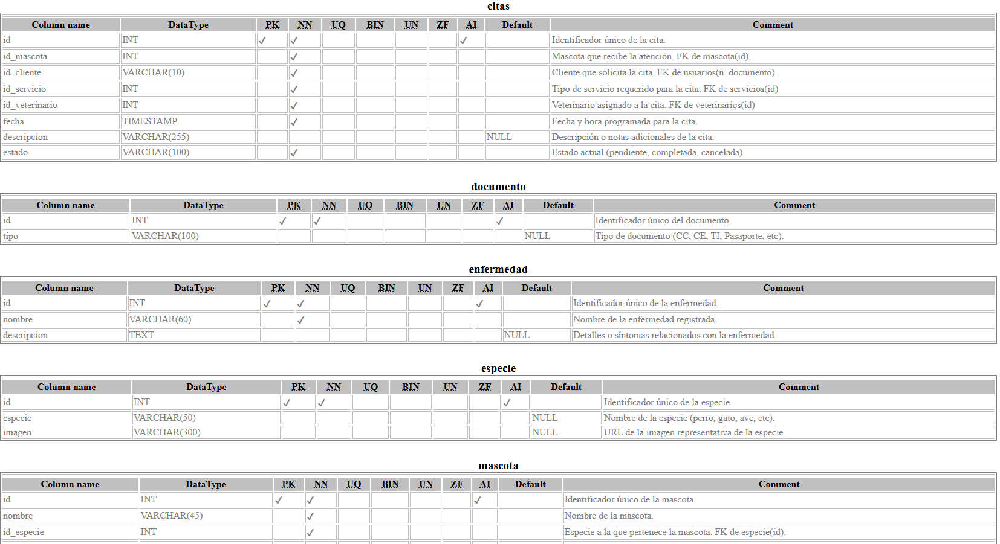 citas
Column name DataType PK NN UQ BIN UN ZF AI Default Comment
id INT ✓ ✓ ✓ Identificador único de la cita.
id_mascota INT ✓ Mascota que recibe la atención. FK de mascota(id).
id_cliente VARCHAR(10) ✓ Cliente que solicita la cita. FK de usuarios(n_documento).
id_servicio INT ✓ Tipo de servicio requerido para la cita. FK de servicios(id)
id_veterinario INT ✓ Veterinario asignado a la cita. FK de veterinarios(id)
fecha TIMESTAMP ✓ Fecha y hora programada para la cita.
descripcion VARCHAR(255) NULL Descripción o notas adicionales de la cita.
estado VARCHAR(100) ✓ Estado actual (pendiente, completada, cancelada).
documento
Column name DataType PK NN UQ BIN UN ZF AI Default Comment
id INT ✓ ✓ ✓ Identificador único del documento.
tipo VARCHAR(100) NULL Tipo de documento (CC, CE, TI, Pasaporte, etc).
enfermedad
Column name DataType PK NN UQ BIN UN ZF AI Default Comment
id INT ✓ ✓ ✓ Identificador único de la enfermedad.
nombre VARCHAR(60) ✓ Nombre de la enfermedad registrada.
descripcion TEXT NULL Detalles o síntomas relacionados con la enfermedad.
especie
Column name DataType PK NN UQ BIN UN ZF AI Default Comment
id INT ✓ ✓ ✓ Identificador único de la especie.
especie VARCHAR(50) NULL Nombre de la especie (perro, gato, ave, etc).
imagen VARCHAR(300) NULL URL de la imagen representativa de la especie.
mascota
Column name DataType PK NN UQ BIN UN ZF AI Default Comment
id INT ✓ ✓ ✓ Identificador único de la mascota.
nombre VARCHAR(45) ✓ Nombre de la mascota.
id_especie INT ✓ Especie a la que pertenece la mascota. FK de especie(id).